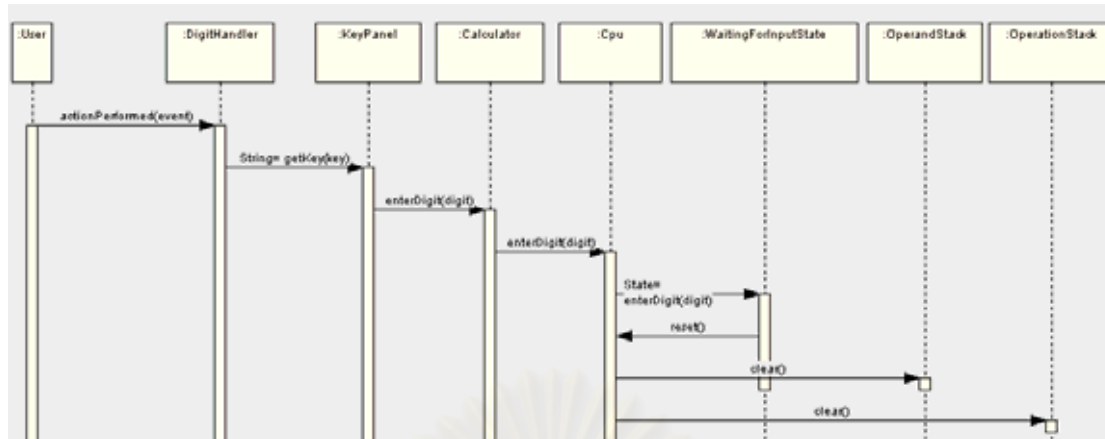 :User
:DigitHandler
:KeyPanel
:Calculator
:Cpu
:WaitingForInputState
:OperandStack
:OperationStack
actionPerformed(event)
String= getKey(key)
enterDigit(digit)
enterDigit(digit)
State=
enterDigit(digit)
reset()
clear()
clear()